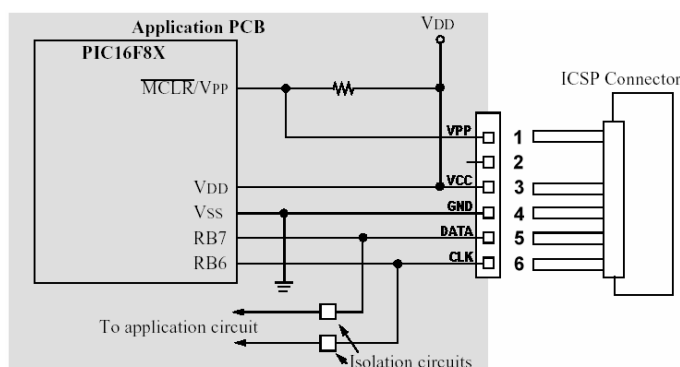 Application PCB
PIC16F8X
VDD
MCLR/VPP
ICSP Connector
VPP
1
2
VDD
VCC
3
VSS
GND
4
RB7
DATA
5
RB6
CLK
6
To application circuit
Isolation circuits